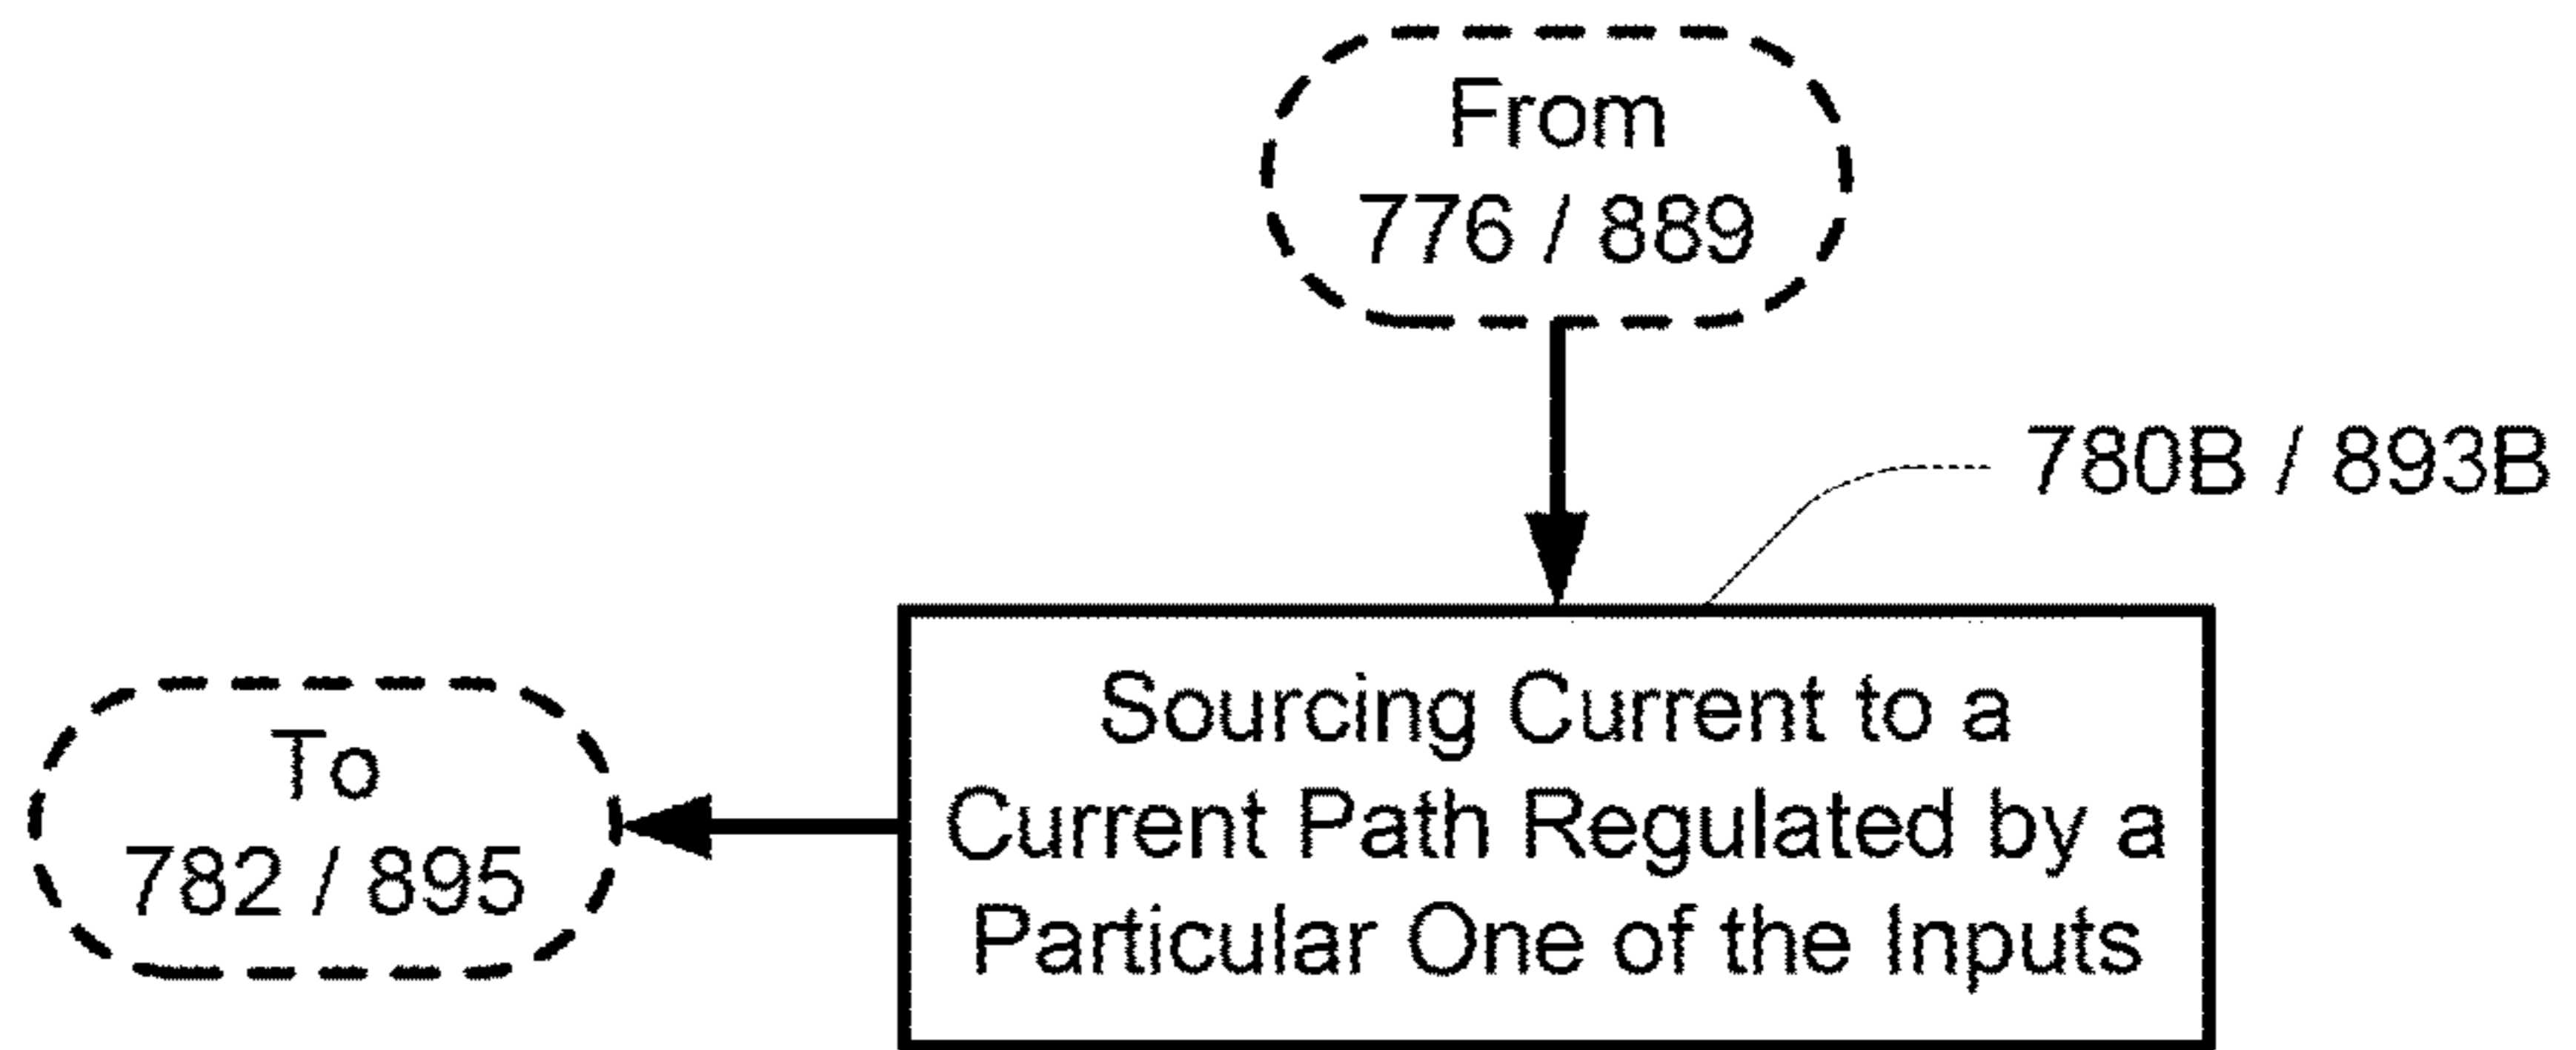 From
776 / 889
780B / 893B
Sourcing Current to a
Current Path Regulated by a
Particular One of the Inputs
To
782 / 895